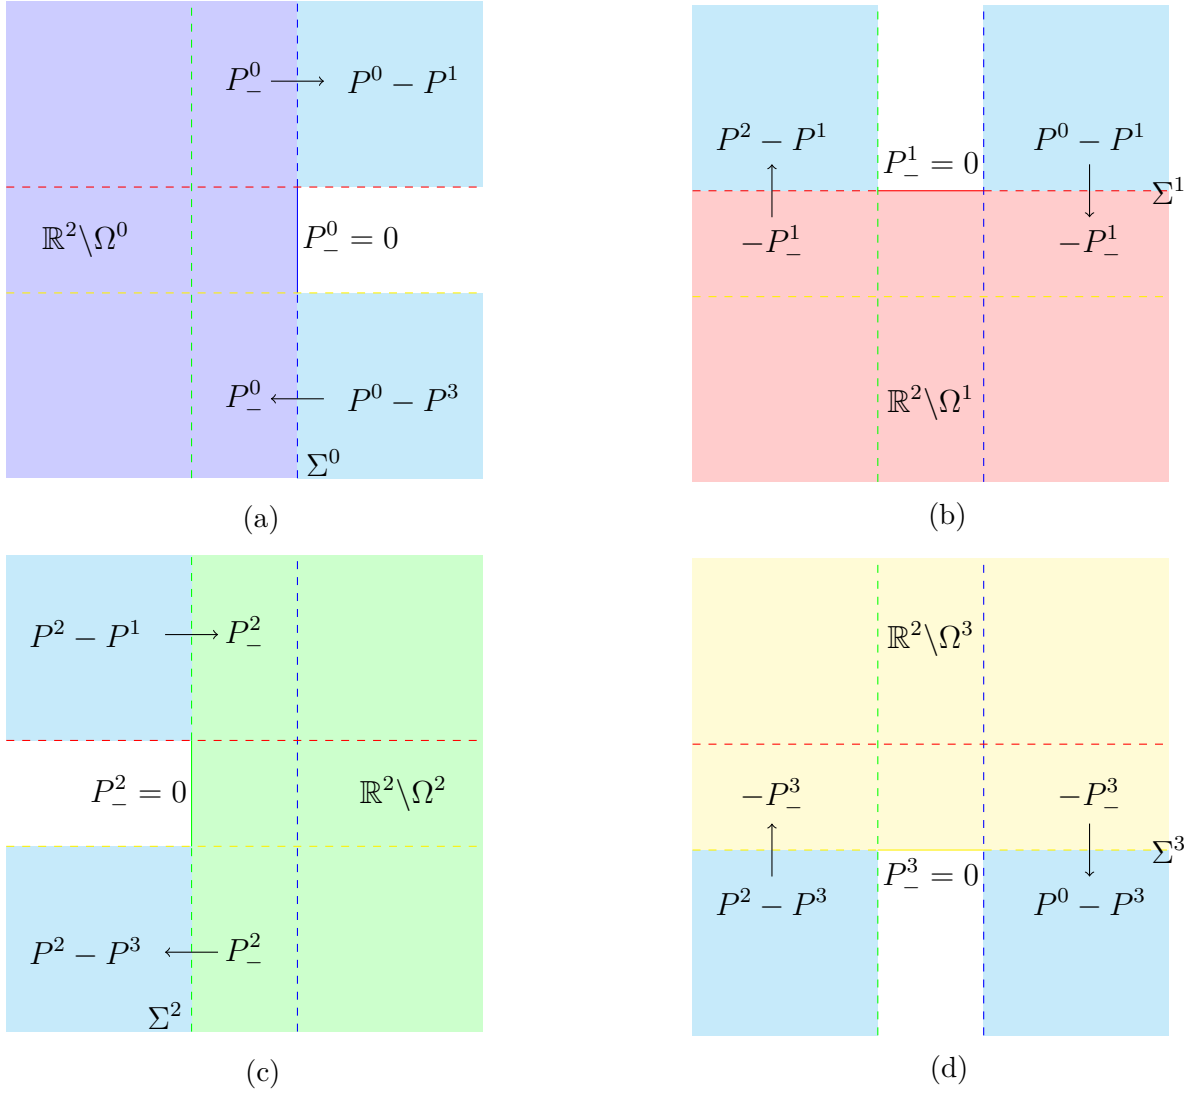 P^0_- → P^0 − P^1
ℝ^2\Ω^0 P^0_- = 0
P^0_- ← P^0 − P^3
Σ^0
(a)
P^2 − P^1 P^1_- = 0 P^0 − P^1
Σ^1
−P^1_- −P^1_-
ℝ^2\Ω^1
(b)
P^2 − P^1 → P^2_-
P^2_- = 0 ℝ^2\Ω^2
P^2 − P^3 ← P^2_-
Σ^2
(c)
ℝ^2\Ω^3
−P^3_- −P^3_-
Σ^3
P^2 − P^3 P^3_- = 0 P^0 − P^3
(d)